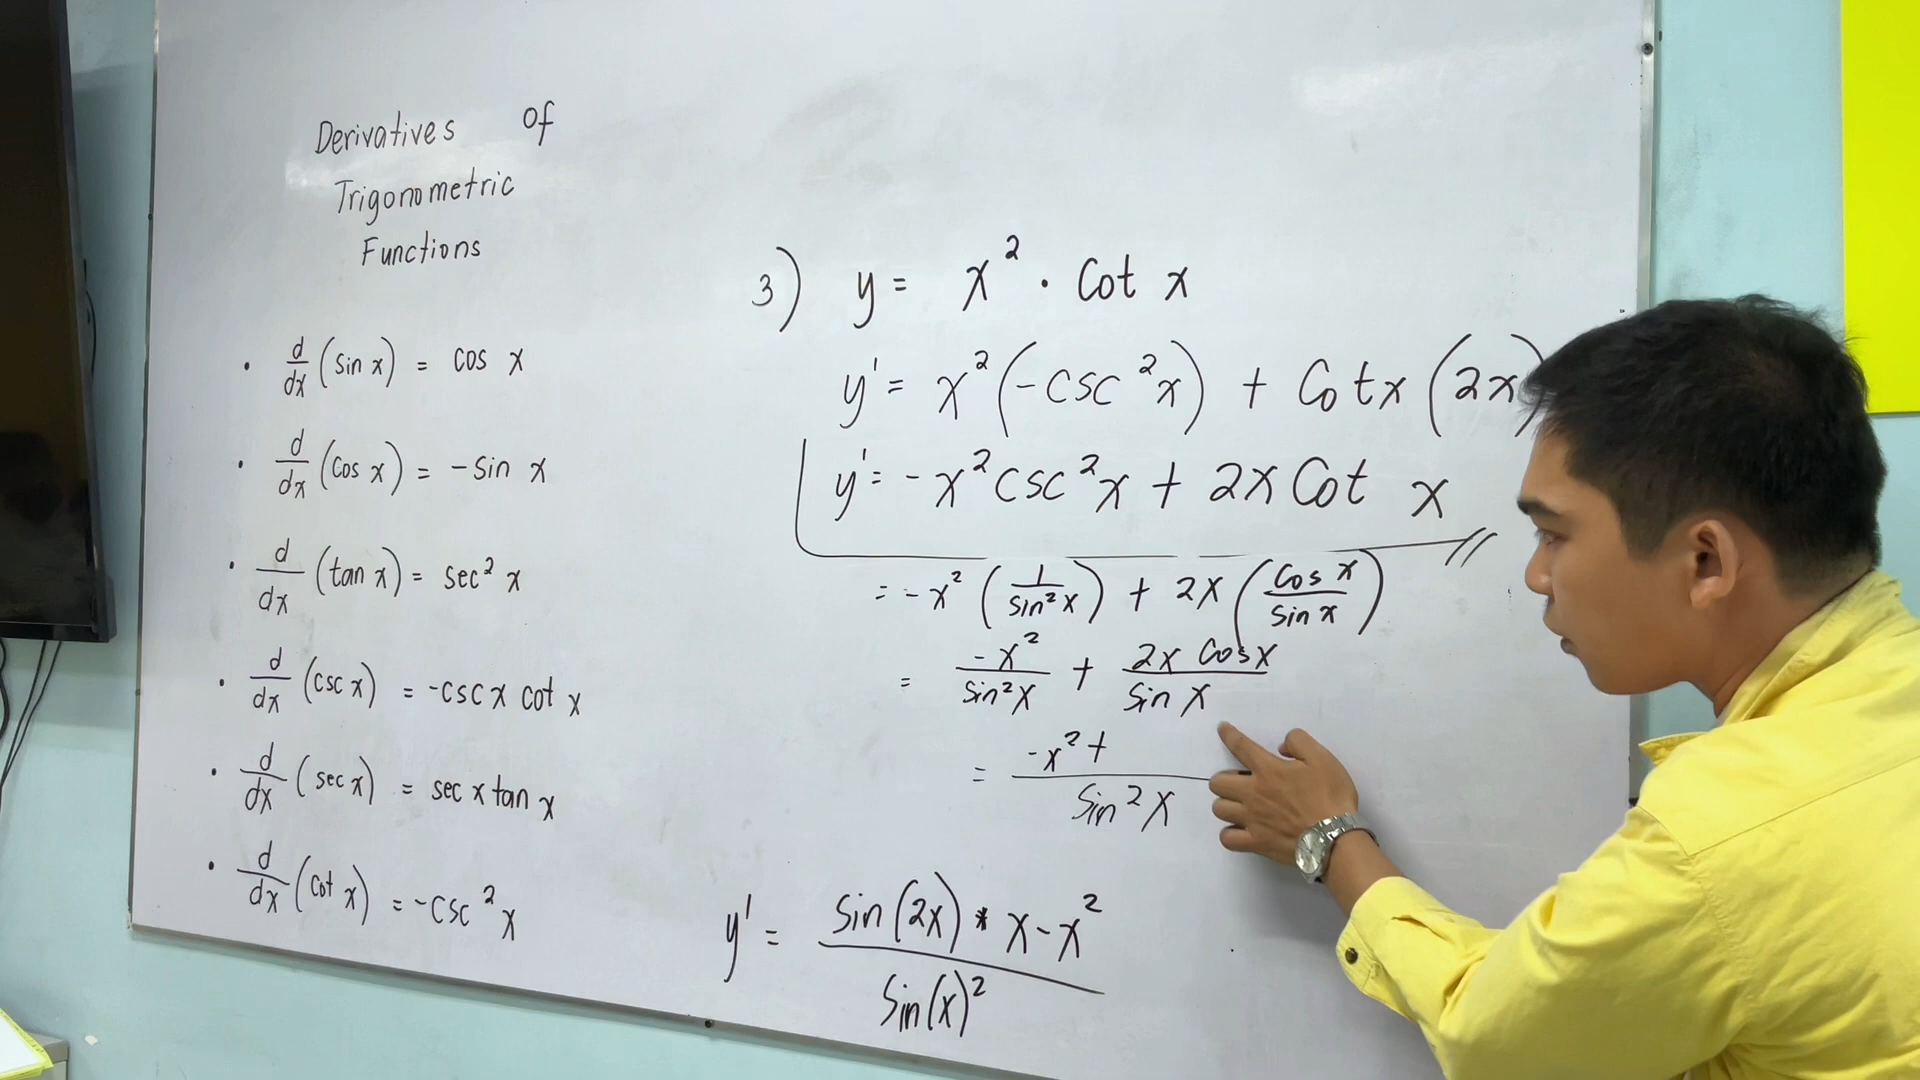 Derivatives of
Trigonometric
Functions
• d/dx (sin x) = cos x
• d/dx (cos x) = -sin x
• d/dx (tan x) = sec² x
• d/dx (csc x) = -csc x cot x
• d/dx (sec x) = sec x tan x
• d/dx (cot x) = -csc² x
3) y = x² · Cot x
y' = x² (-csc² x) + Cot x (2x)
y' = -x² csc² x + 2x Cot x //
= -x² (1/sin² x) + 2x (cos x/sin x)
= -x²/sin² x + 2x cos x/sin x
= -x² +/sin² x
y' = sin(2x) * x - x²/sin(x)²